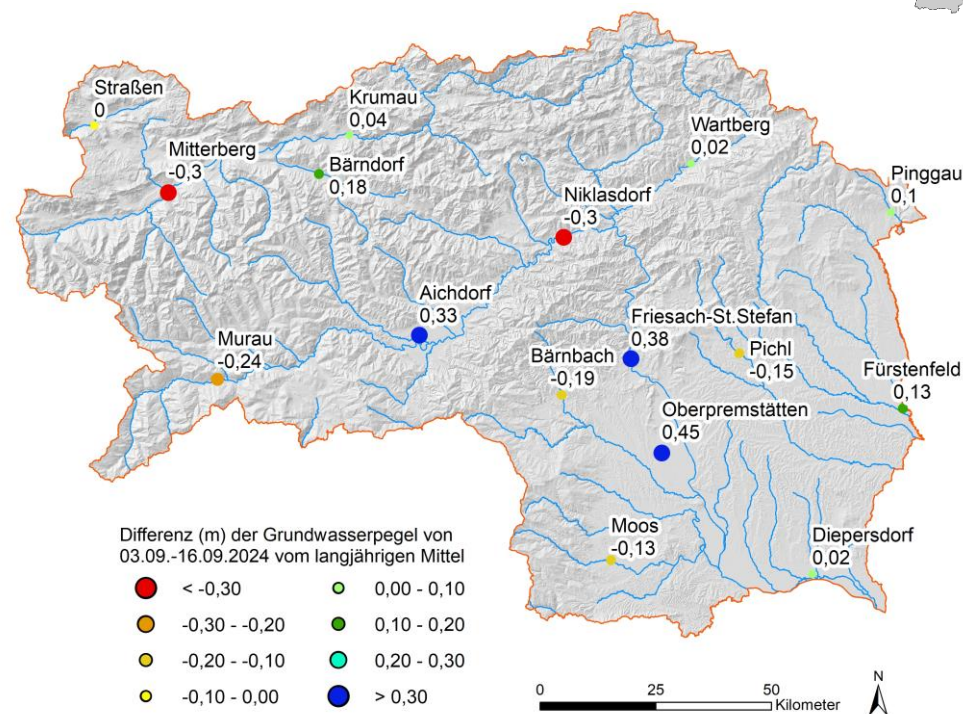 Straßen
0
Krumau
0,04
Wartberg
0,02
Mitterberg
-0,3
Bärndorf
0,18
Pinggau
0,1
Niklasdorf
-0,3
Aichdorf
0,33
Friesach-St.Stefan
0,38
Murau
-0,24
Bärnbach
-0,19
Pichl
-0,15
Fürstenfeld
0,13
Oberpremstätten
0,45
Moos
-0,13
Diepersdorf
0,02
Differenz (m) der Grundwasserpegel von
03.09.-16.09.2024 vom langjährigen Mittel
< -0,30
0,00 - 0,10
-0,30 - -0,20
0,10 - 0,20
-0,20 - -0,10
0,20 - 0,30
-0,10 - 0,00
> 0,30
0 25 50
Kilometer
N